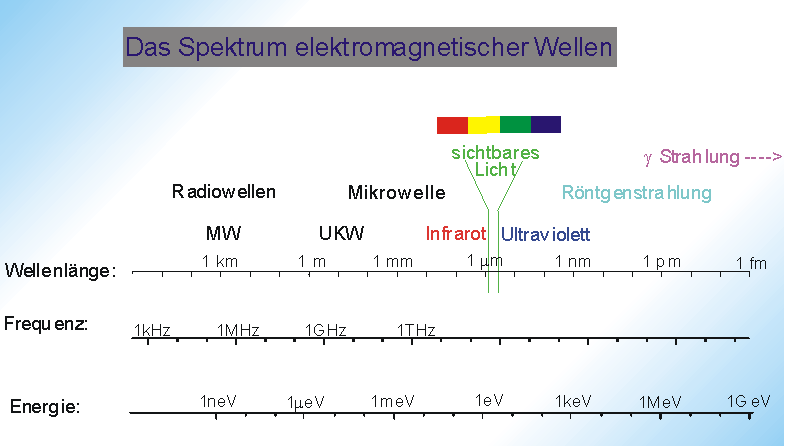 Das Spektrum elektromagnetischer Wellen
sichtbares
Licht
γ Strahlung ---->
Radiowellen Mikrowelle Röntgenstrahlung
MW UKW Infrarot Ultraviolett
Wellenlänge: 1 km 1 m 1 mm 1 µm 1 nm 1 pm 1 fm
Frequenz: 1kHz 1MHz 1GHz 1THz
Energie: 1neV 1µeV 1meV 1eV 1keV 1MeV 1GeV